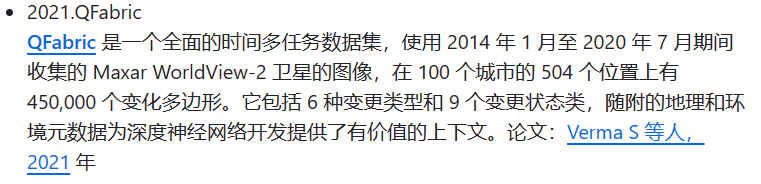 • 2021.QFabric
QFabric 是一个全面的时间多任务数据集，使用 2014 年 1 月至 2020 年 7 月期间
收集的 Maxar WorldView-2 卫星的图像，在 100 个城市的 504 个位置上有
450,000 个变化多边形。它包括 6 种变更类型和 9 个变更状态类，随附的地理和环
境元数据为深度神经网络开发提供了有价值的上下文。论文：Verma S 等人，
2021 年